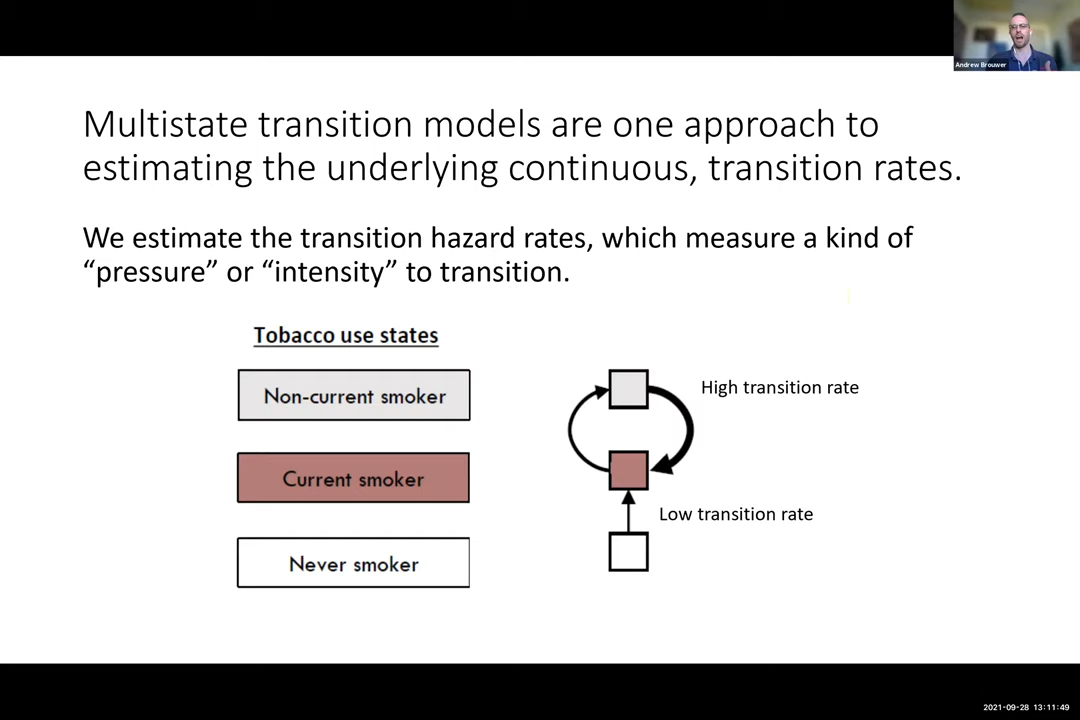 Andrew Brouwer
Multistate transition models are one approach to
estimating the underlying continuous, transition rates.
We estimate the transition hazard rates, which measure a kind of
“pressure” or “intensity” to transition.
Tobacco use states
Non-current smoker
High transition rate
Current smoker
Low transition rate
Never smoker
2021-09-28 13:11:49